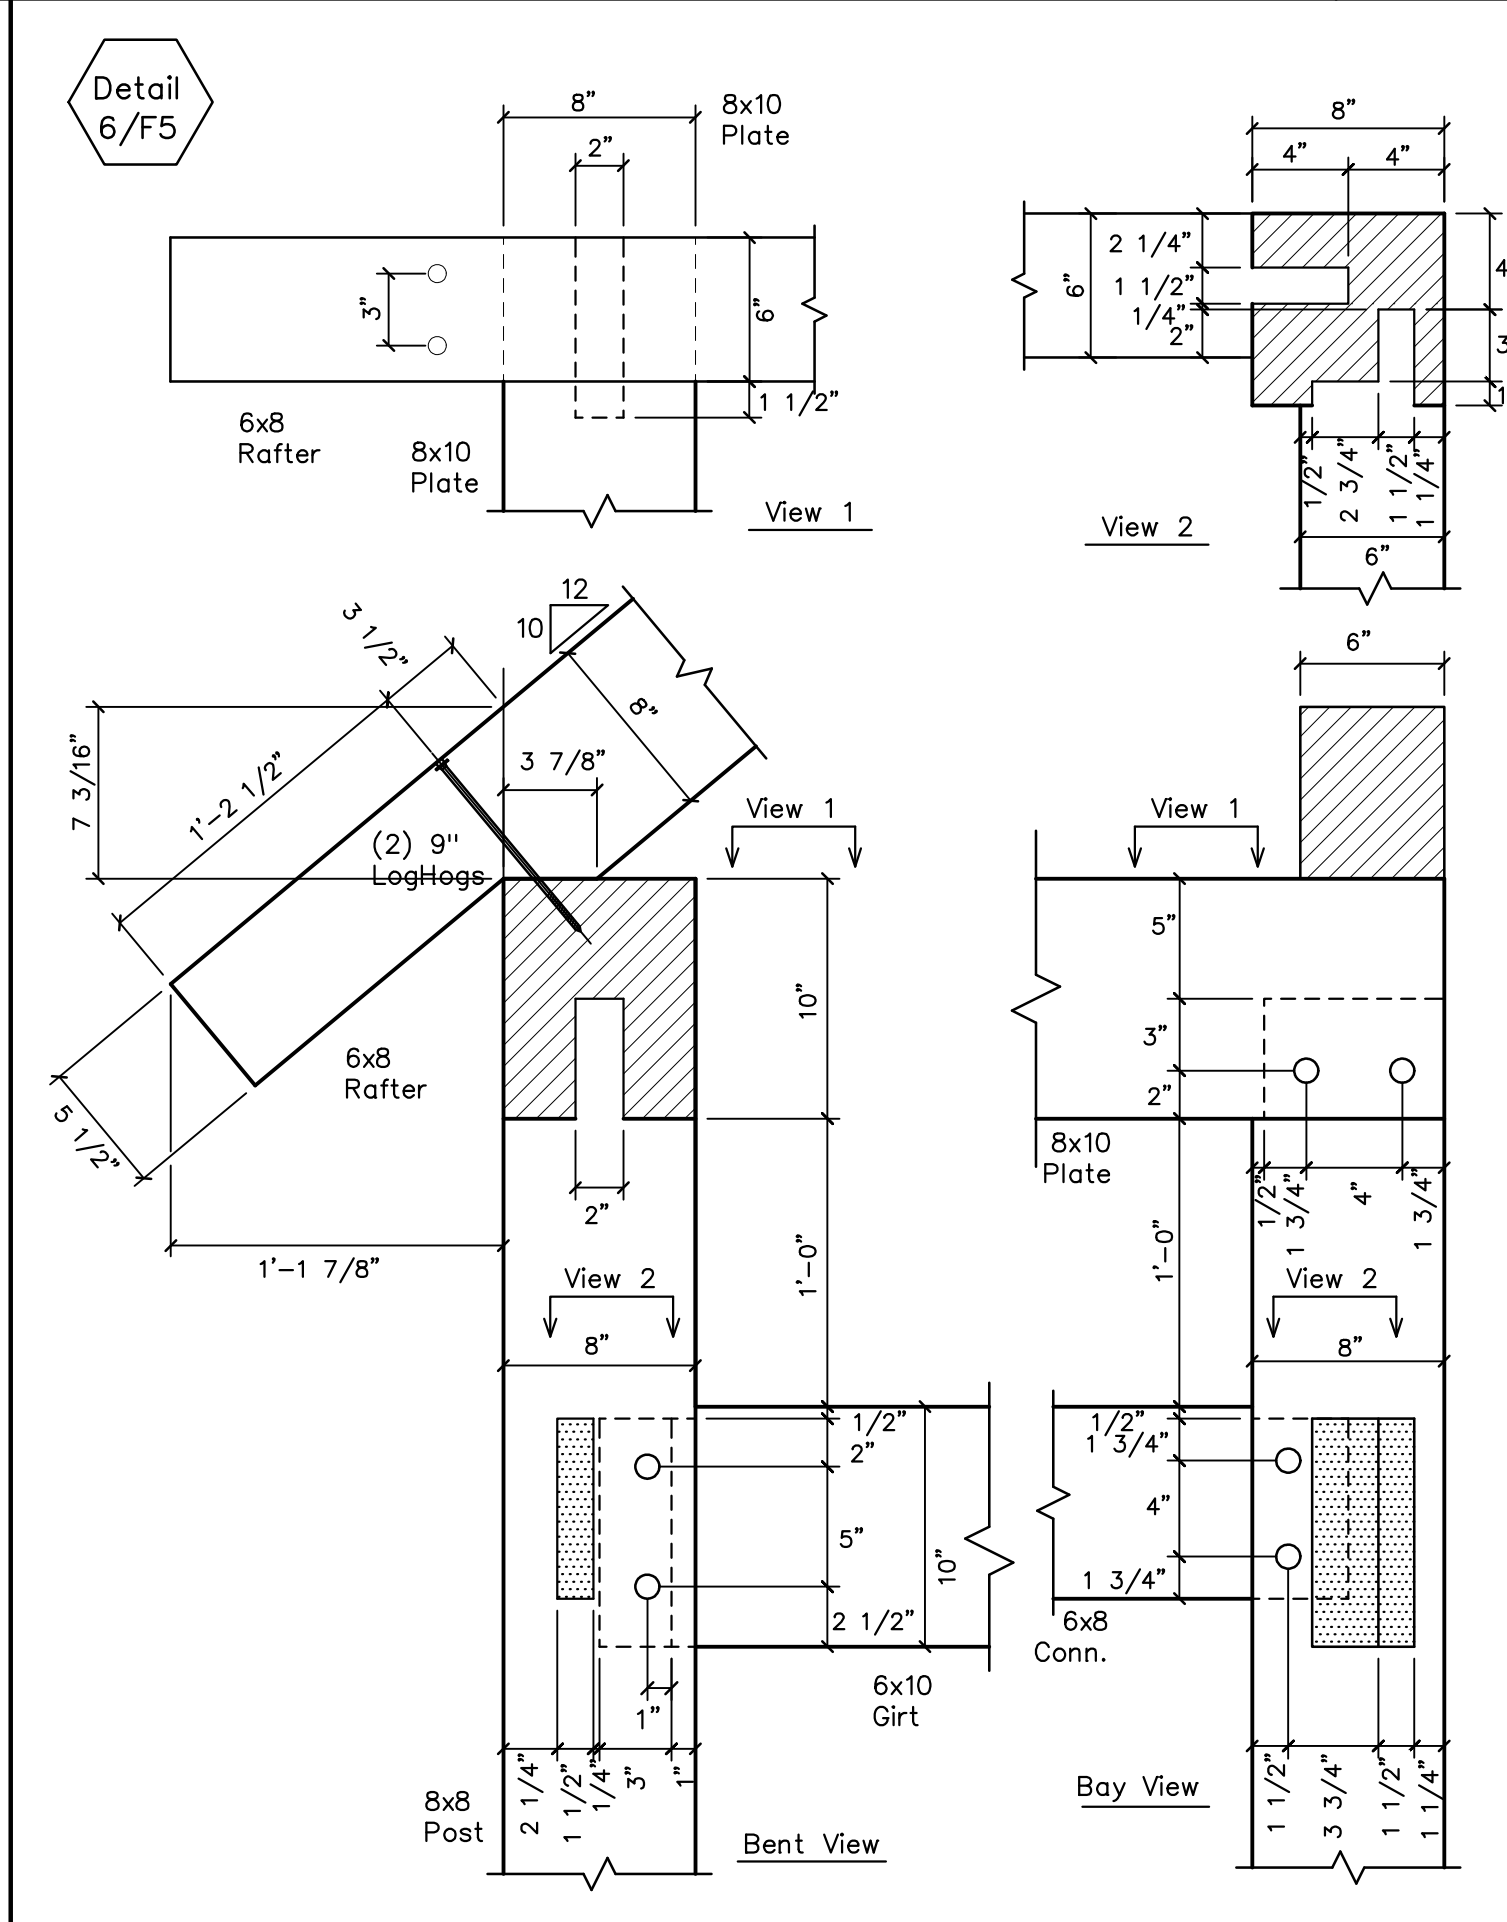 Detail
6/F5
8"
2"
8x10
Plate
3"
6"
1 1/2"
6x8
Rafter
8x10
Plate
View 1
8"
4"
4"
2 1/4"
1 1/2"
1/4"
2"
6"
4
3
1
1/2"
2 3/4"
1 1/2"
1 1/4"
6"
View 2
12
10
3 1/2"
8"
3 7/8"
7 3/16"
1'-2 1/2"
(2) 9"
LogHogs
View 1
10"
6x8
Rafter
5 1/2"
2"
1'-1 7/8"
1'-0"
View 2
8"
1/2"
2"
5"
10"
2 1/2"
6x10
Girt
1"
2 1/4"
1 1/2"
1/4"
3"
1"
8x8
Post
Bent View
6"
View 1
5"
3"
2"
8x10
Plate
1/2"
1 3/4"
4"
1 3/4"
1'-0"
View 2
8"
1/2"
1 3/4"
4"
1 3/4"
6x8
Conn.
1 1/2"
3 3/4"
1 1/2"
1 1/4"
Bay View